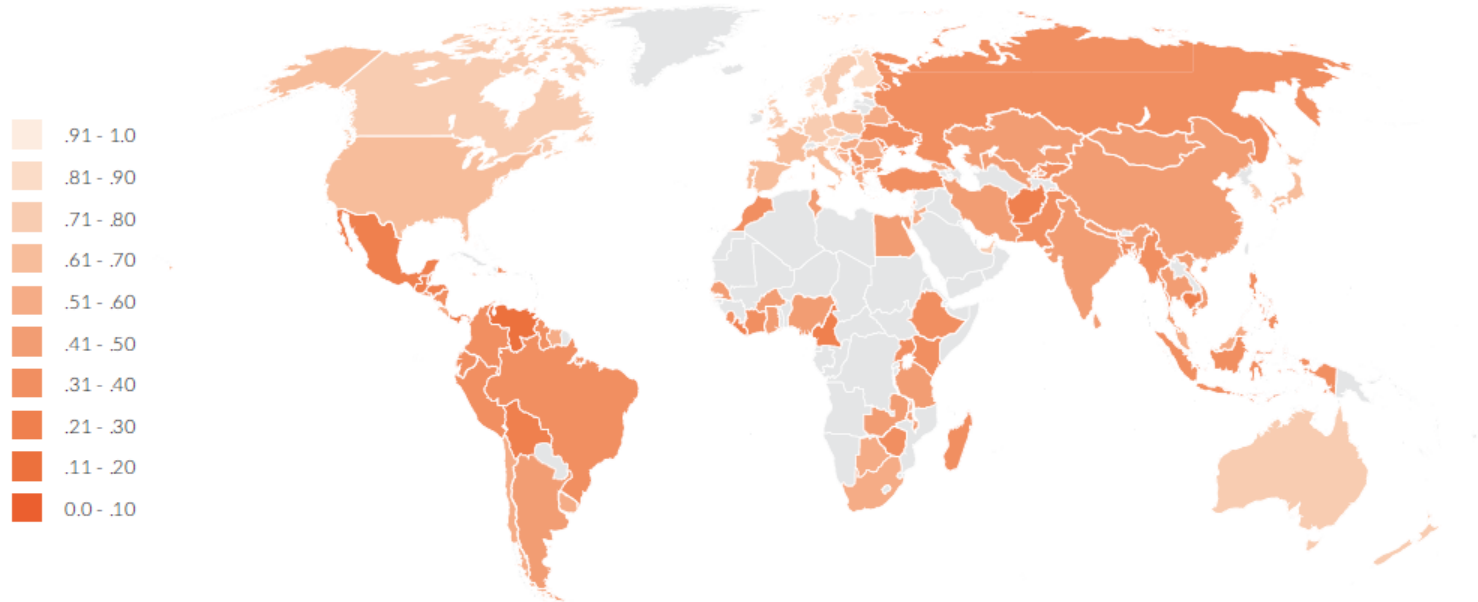 .91 - 1.0
.81 - .90
.71 - .80
.61 - .70
.51 - .60
.41 - .50
.31 - .40
.21 - .30
.11 - .20
0.0 - .10